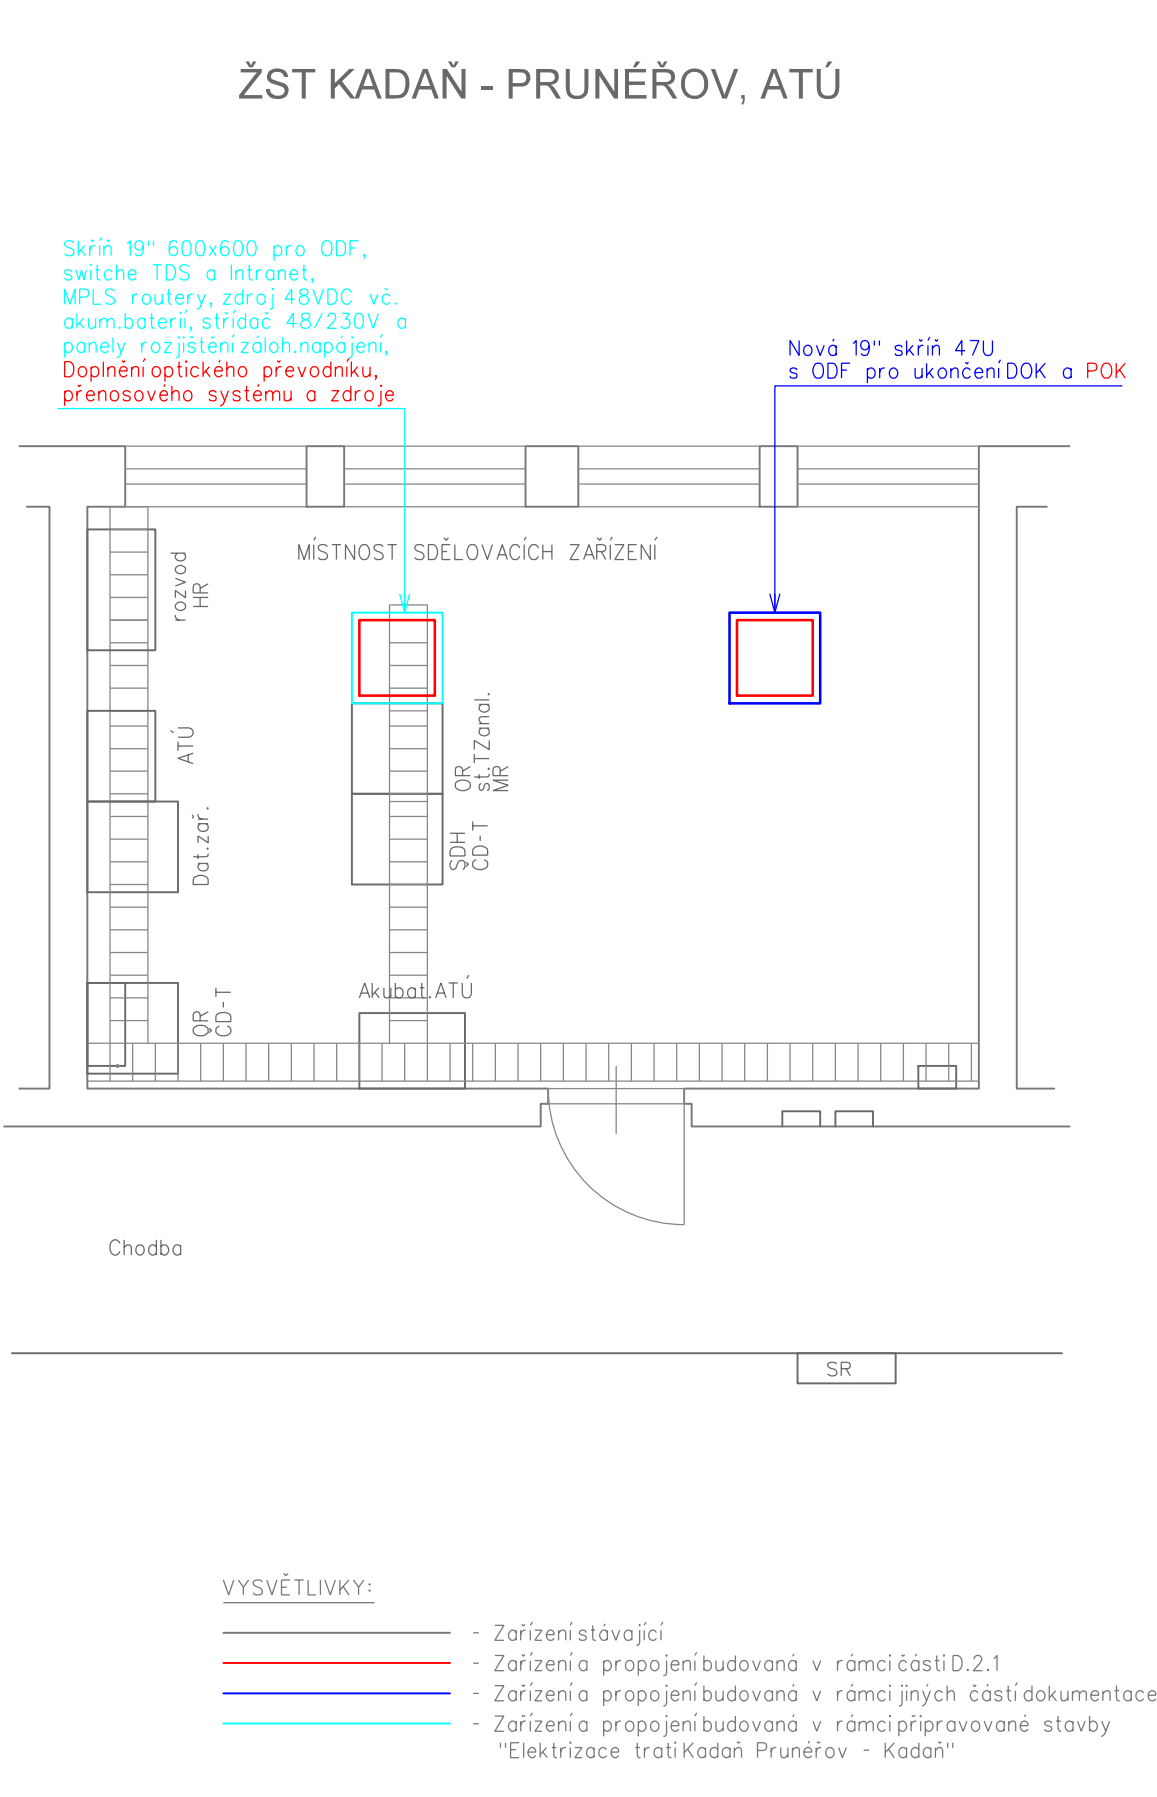 ŽST KADAŇ - PRUNÉŘOV, ATÚ
Skříň 19" 600x600 pro ODF,
switche TDS a Intranet,
MPLS routery, zdroj 48VDC vč.
akum.baterií, střídač 48/230V a
panely rozjištění záloh.napájení,
Doplnění optického převodníku,
přenosového systému a zdroje
Nová 19" skříň 47U
s ODF pro ukončení DOK a POK
MÍSTNOST SDĚLOVACÍCH ZAŘÍZENÍ
rozvod
HR
ATÚ
Dat.zař.
OR
ČD-T
OR
st.TZanal.
MR
SDH
ČD-T
Akubat.ATÚ
Chodba
SR
VYSVĚTLIVKY:
- Zařízení stávající
- Zařízení a propojení budovaná v rámci části D.2.1
- Zařízení a propojení budovaná v rámci jiných částí dokumentace
- Zařízení a propojení budovaná v rámci připravované stavby
"Elektrizace trati Kadaň Prunéřov - Kadaň"